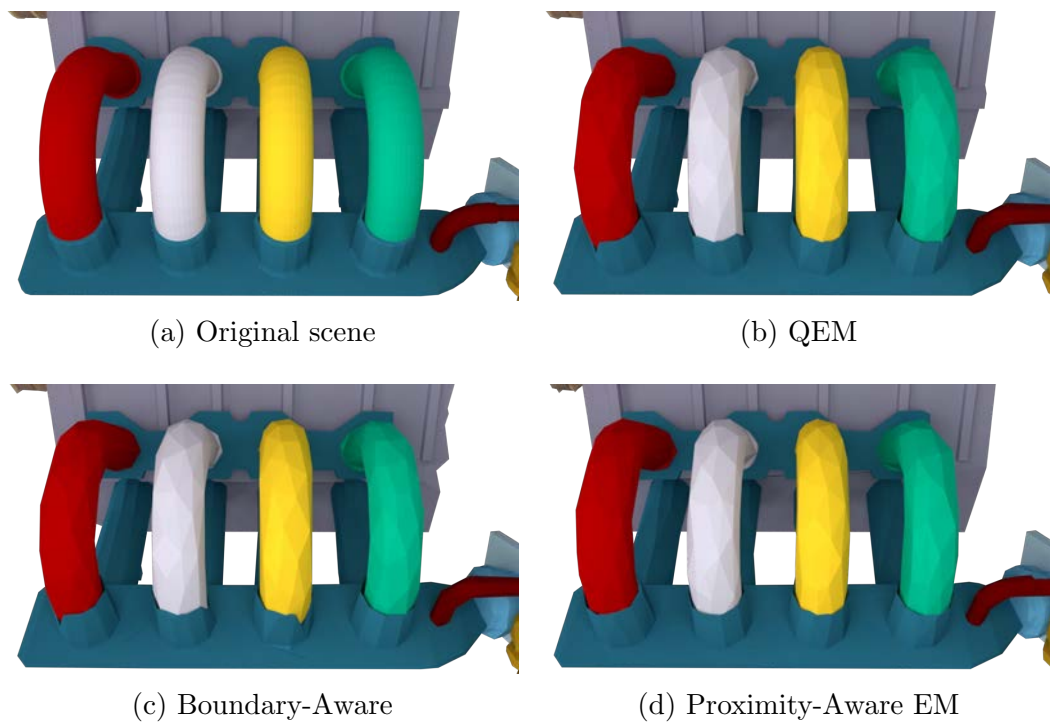 (a) Original scene
(b) QEM
(c) Boundary-Aware
(d) Proximity-Aware EM